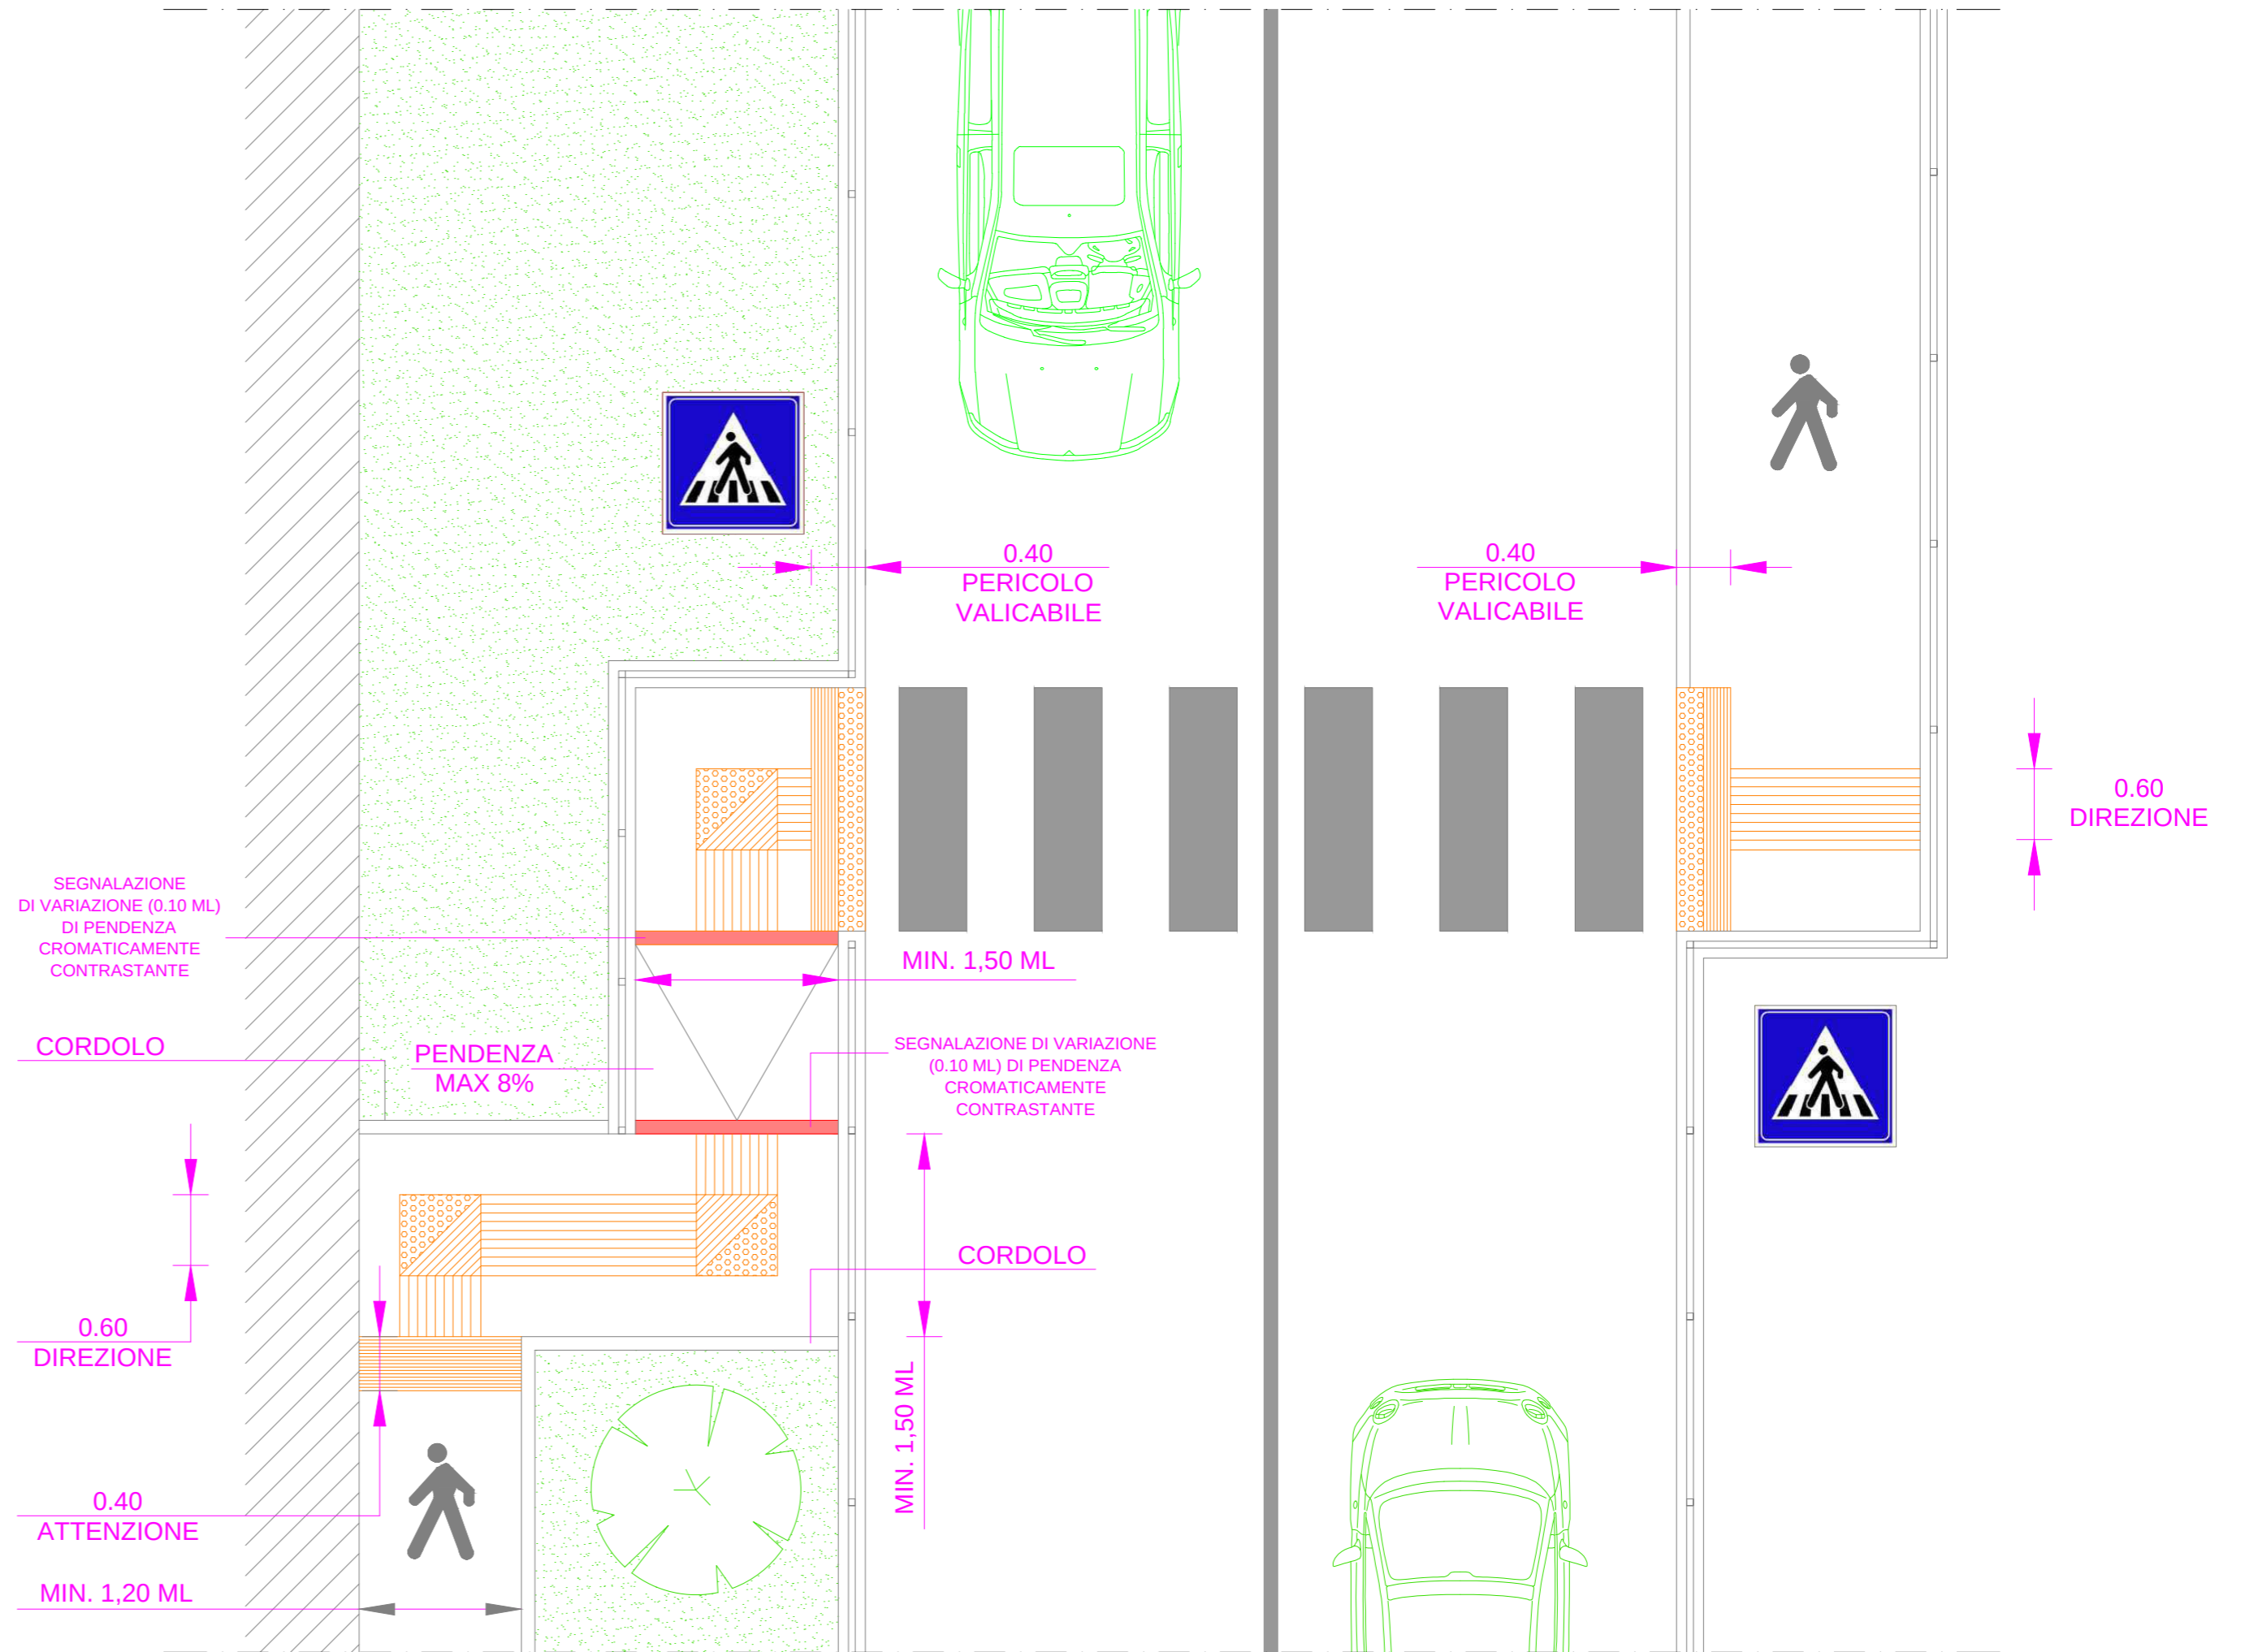 0.40
PERICOLO
VALICABILE
0.40
PERICOLO
VALICABILE
0.60
DIREZIONE
SEGNALAZIONE
DI VARIAZIONE (0.10 ML)
DI PENDENZA
CROMATICAMENTE
CONTRASTANTE
MIN. 1,50 ML
CORDOLO
PENDENZA
MAX 8%
SEGNALAZIONE DI VARIAZIONE
(0.10 ML) DI PENDENZA
CROMATICAMENTE
CONTRASTANTE
CORDOLO
0.60
DIREZIONE
MIN. 1,50 ML
0.40
ATTENZIONE
MIN. 1,20 ML